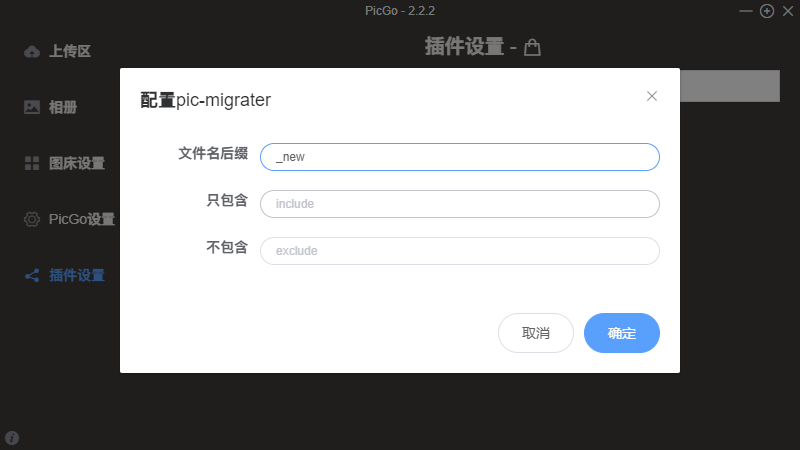 PicGo - 2.2.2
上传区
相册
图床设置
PicGo设置
插件设置
插件设置 -
配置pic-migrater
文件名后缀
_new
只包含
include
不包含
exclude
取消
确定